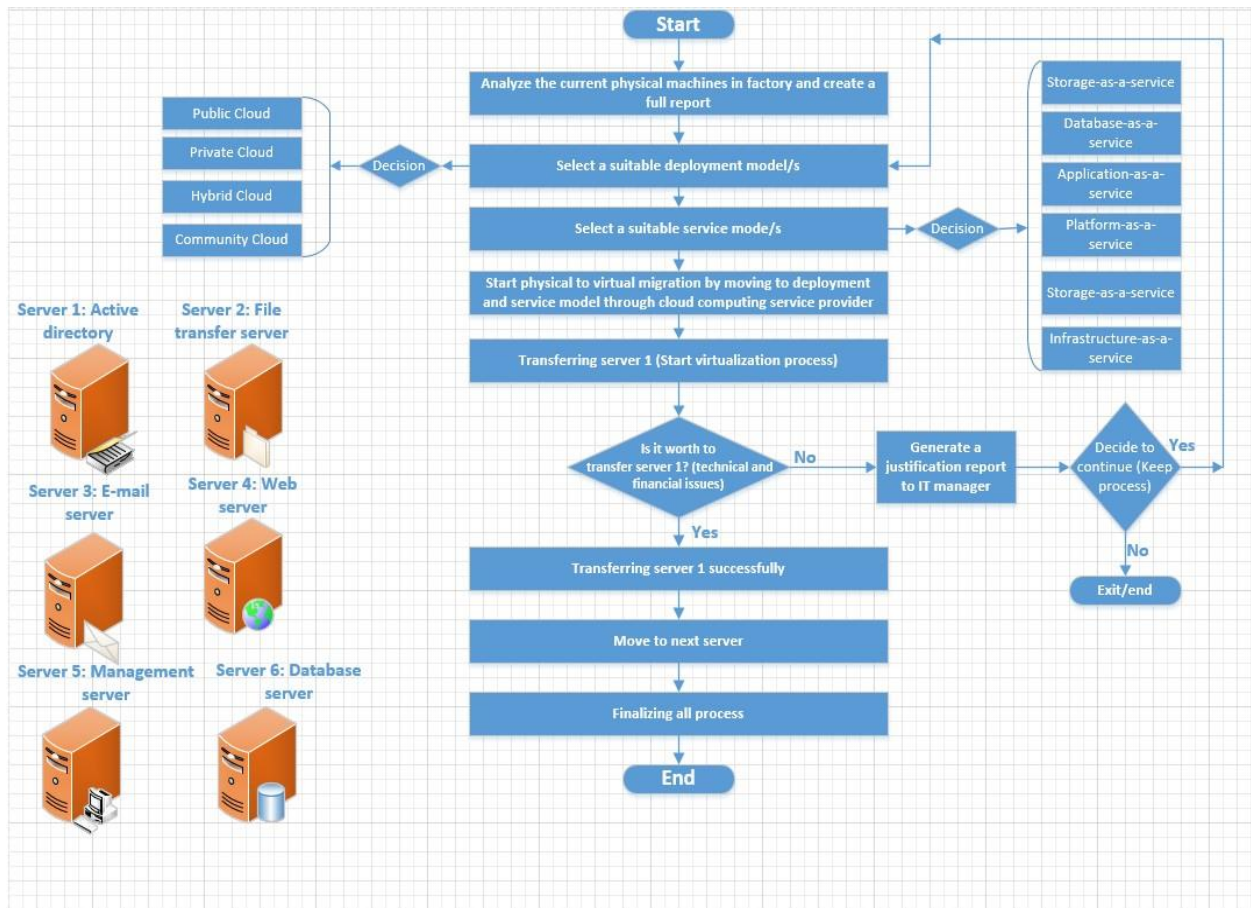 Start
Analyze the current physical machines in factory and create a
full report
Public Cloud
Private Cloud
Hybrid Cloud
Community Cloud
Decision
Select a suitable deployment model/s
Select a suitable service mode/s
Decision
Storage-as-a-service
Database-as-a-
service
Application-as-a-
service
Platform-as-a-
service
Storage-as-a-service
Infrastructure-as-a-
service
Start physical to virtual migration by moving to deployment
and service model through cloud computing service provider
Transferring server 1 (Start virtualization process)
Is it worth to
transfer server 1? (technical and
financial issues)
No
Generate a
justification report
to IT manager
Decide to
continue (Keep
process)
Yes
No
Exit/end
Yes
Transferring server 1 successfully
Move to next server
Finalizing all process
End
Server 1: Active
directory
Server 2: File
transfer server
Server 3: E-mail
server
Server 4: Web
server
Server 5: Management
server
Server 6: Database
server